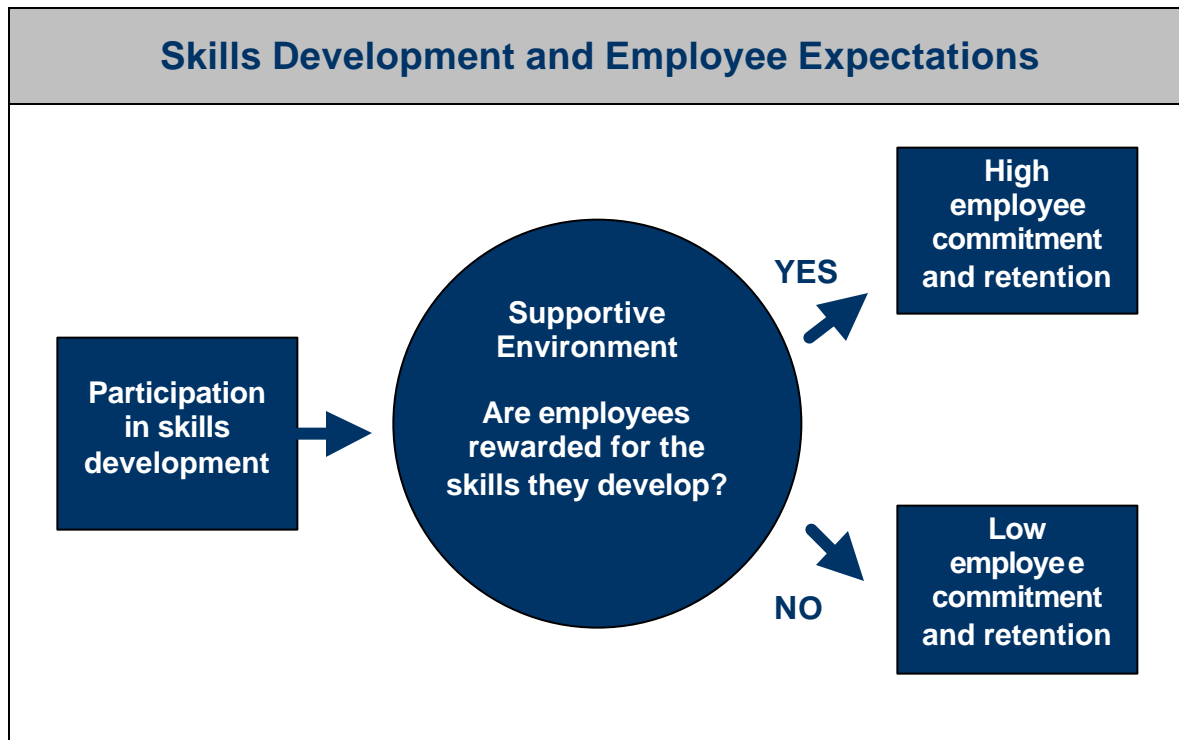 Skills Development and Employee Expectations
Participation
in skills
development
Supportive
Environment
Are employees
rewarded for the
skills they develop?
YES
High
employee
commitment
and retention
NO
Low
employee
commitment
and retention